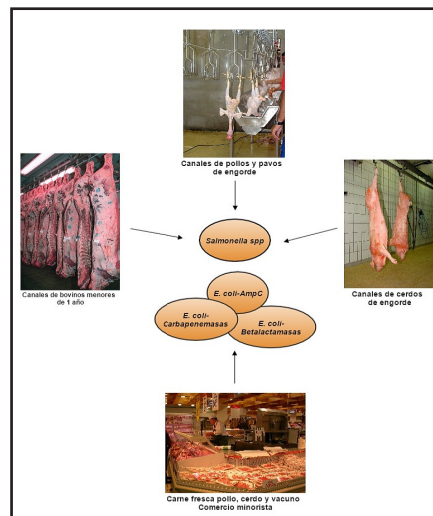 Canales de pollos y pavos
de engorde
Canales de bovinos menores
de 1 año
Salmonella spp
Canales de cerdos
de engorde
E. coli-AmpC
E. coli-
Carbapenemasas
E. coli-
Betalactamasas
Carne fresca pollo, cerdo y vacuno
Comercio minorista